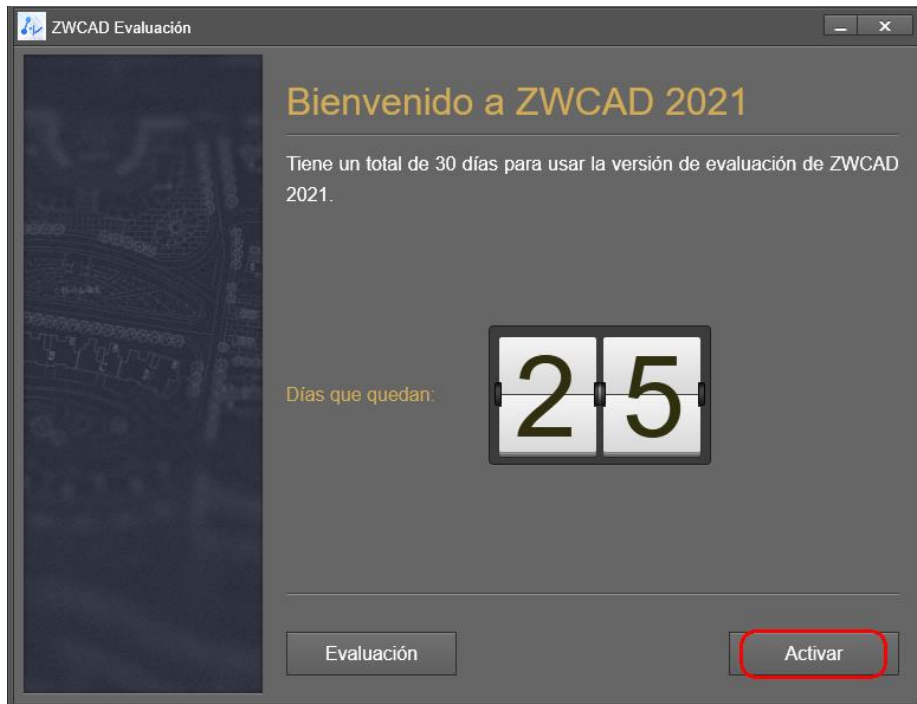 ZWCAD Evaluación
Bienvenido a ZWCAD 2021
Tiene un total de 30 días para usar la versión de evaluación de ZWCAD
2021.
Días que quedan:
25
Evaluación
Activar